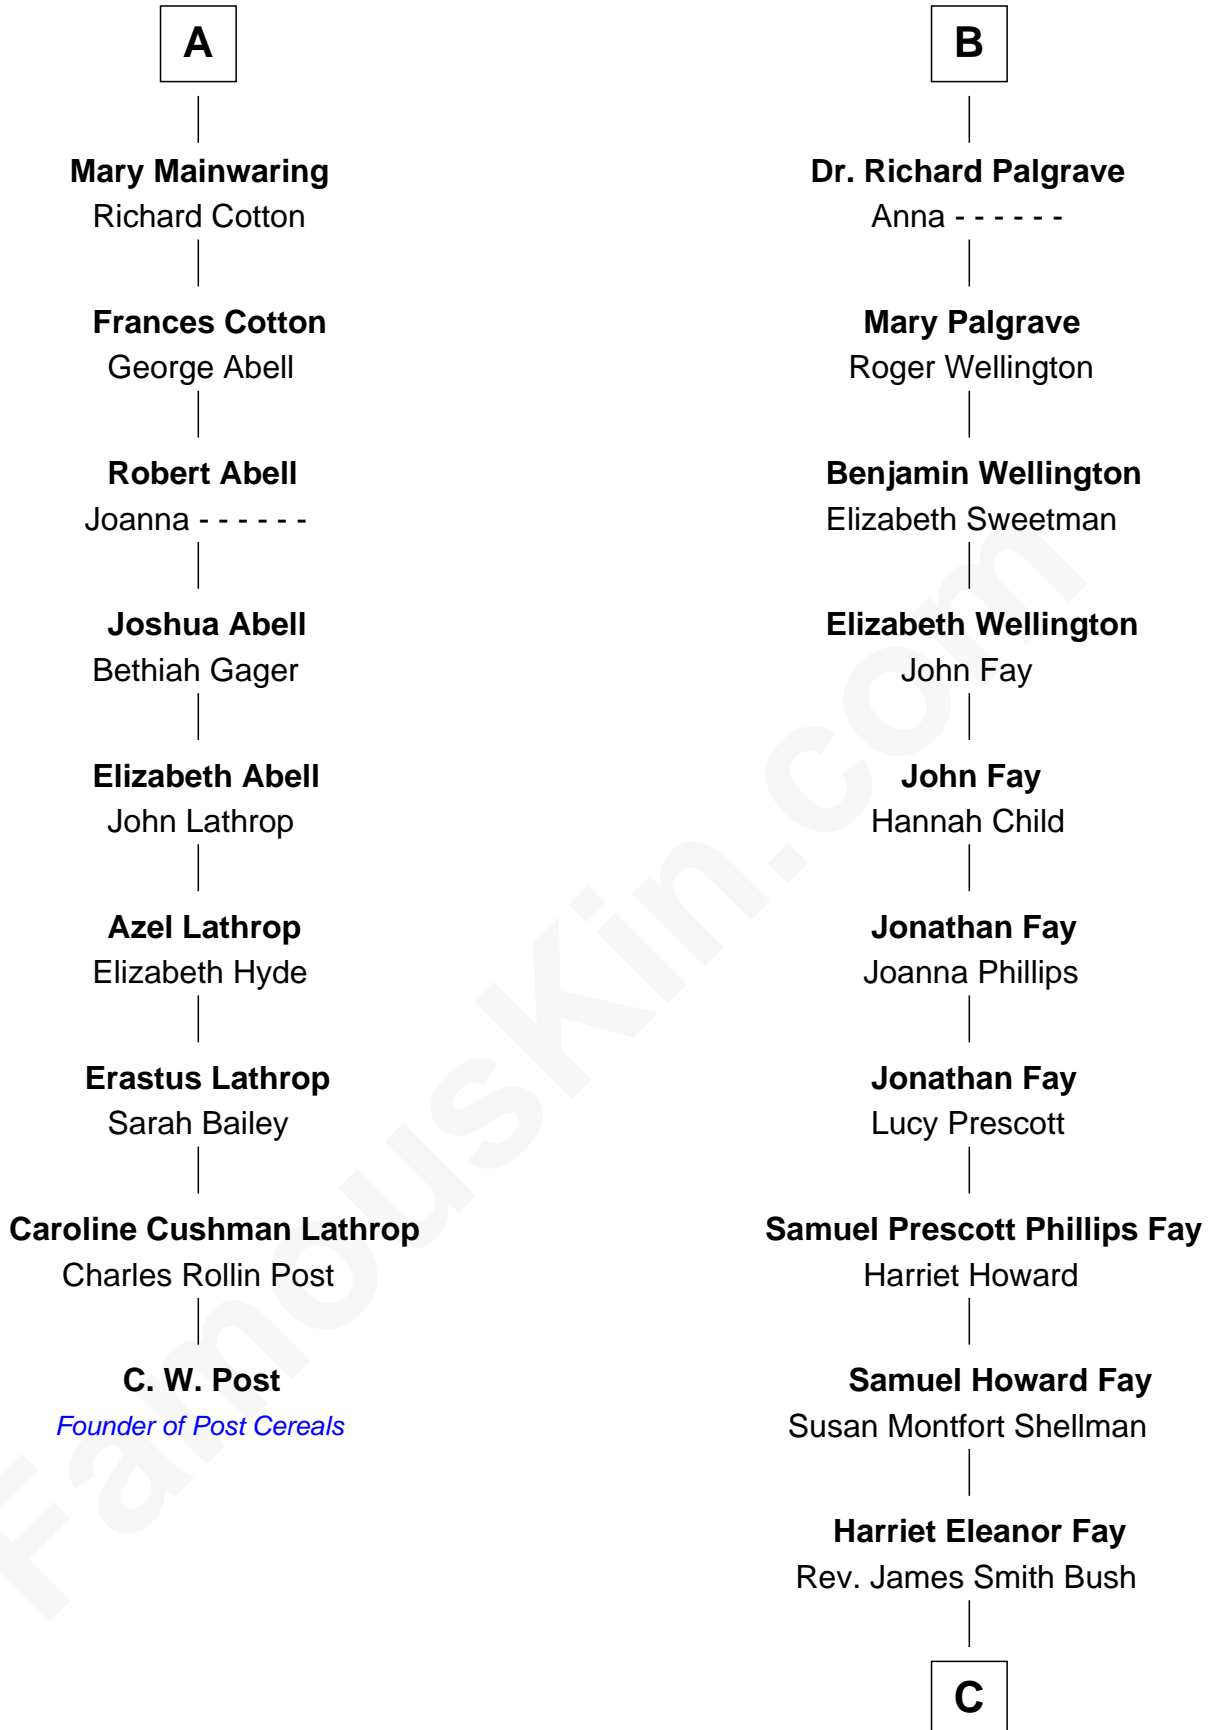 A
Mary Mainwaring
Richard Cotton
Frances Cotton
George Abell
Robert Abell
Joanna - - - - - -
Joshua Abell
Bethiah Gager
Elizabeth Abell
John Lathrop
Azel Lathrop
Elizabeth Hyde
Erastus Lathrop
Sarah Bailey
Caroline Cushman Lathrop
Charles Rollin Post
C. W. Post
Founder of Post Cereals
B
Dr. Richard Palgrave
Anna - - - - - -
Mary Palgrave
Roger Wellington
Benjamin Wellington
Elizabeth Sweetman
Elizabeth Wellington
John Fay
John Fay
Hannah Child
Jonathan Fay
Joanna Phillips
Jonathan Fay
Lucy Prescott
Samuel Prescott Phillips Fay
Harriet Howard
Samuel Howard Fay
Susan Montfort Shellman
Harriet Eleanor Fay
Rev. James Smith Bush
C
FamousKin.com